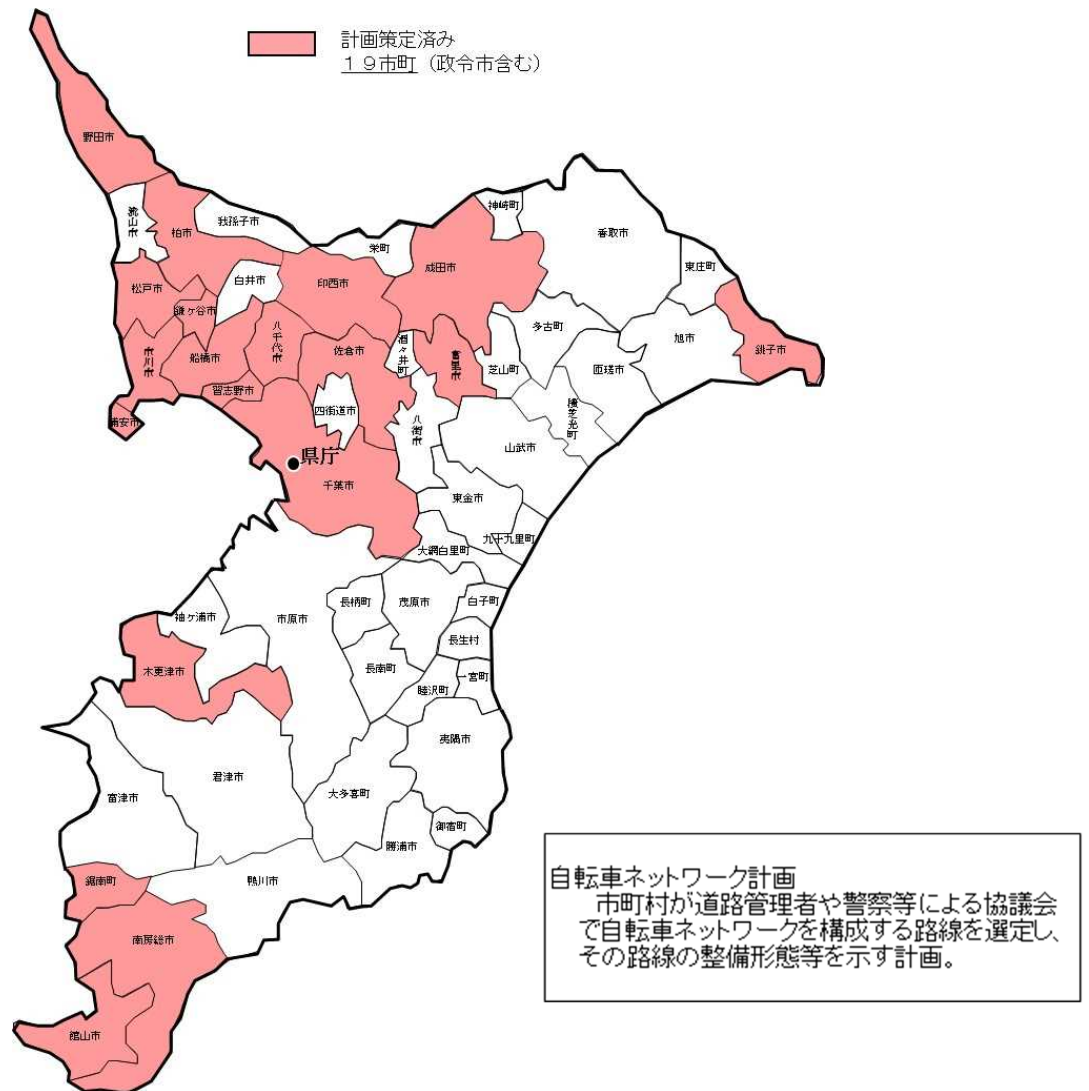 計画策定済み
19市町（政令市含む）
野田市
流山市
柏市
我孫子市
栄町
神崎町
香取市
成田市
東庄町
松戸市
鎌ヶ谷市
白井市
印西市
多古町
旭市
銚子市
市川市
船橋市
八千代市
佐倉市
酒々井町
富里市
芝山町
匝瑳市
習志野市
四街道市
八街市
横芝光町
浦安市
山武市
県庁
千葉市
東金市
九十九里町
大網白里町
袖ヶ浦市
市原市
長柄町
茂原市
白子町
長生村
木更津市
長南町
睦沢町
一宮町
夷隅市
君津市
富津市
大多喜町
御宿町
勝浦市
鋸南町
鴨川市
南房総市
館山市
自転車ネットワーク計画
市町村が道路管理者や警察等による協議会
で自転車ネットワークを構成する路線を選定し、
その路線の整備形態等を示す計画。